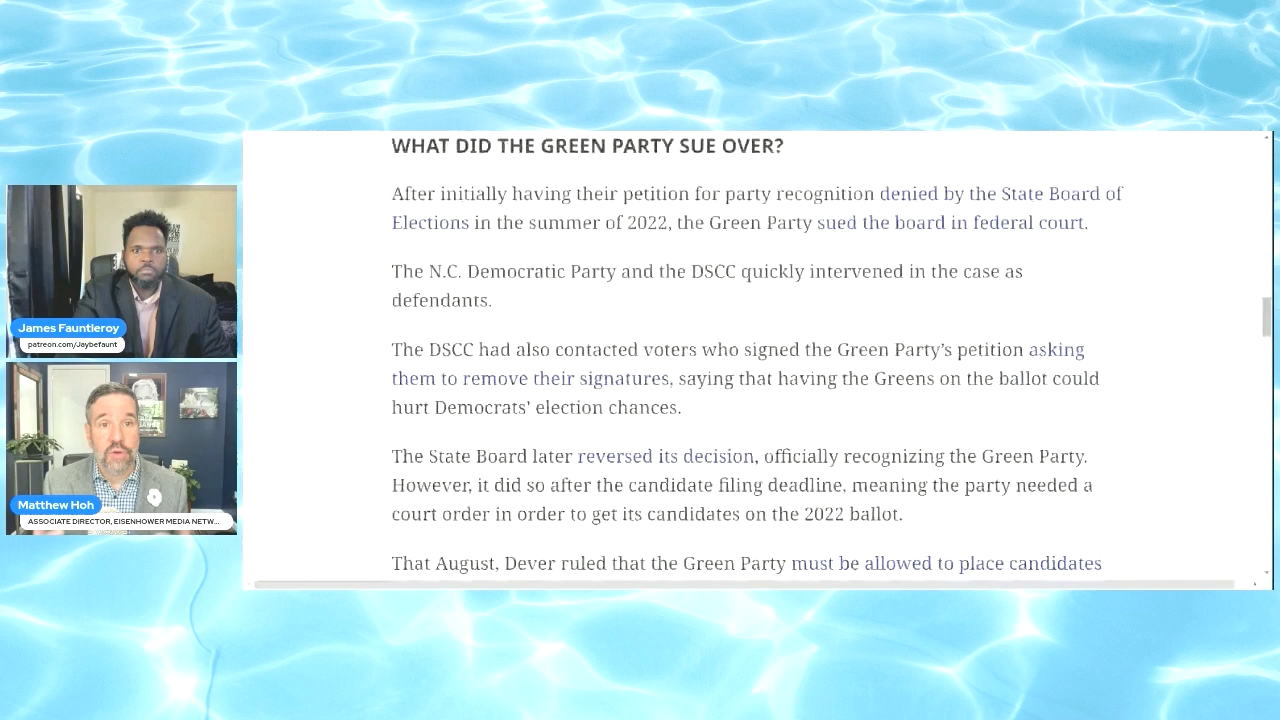 WHAT DID THE GREEN PARTY SUE OVER?
After initially having their petition for party recognition denied by the State Board of
Elections in the summer of 2022, the Green Party sued the board in federal court.
The N.C. Democratic Party and the DSCC quickly intervened in the case as
defendants.
The DSCC had also contacted voters who signed the Green Party’s petition asking
them to remove their signatures, saying that having the Greens on the ballot could
hurt Democrats' election chances.
The State Board later reversed its decision, officially recognizing the Green Party.
However, it did so after the candidate filing deadline, meaning the party needed a
court order in order to get its candidates on the 2022 ballot.
That August, Dever ruled that the Green Party must be allowed to place candidates
James Fauntleroy
patreon.com/Jaybefaunt
Matthew Hoh
ASSOCIATE DIRECTOR, EISENHOWER MEDIA NETW...